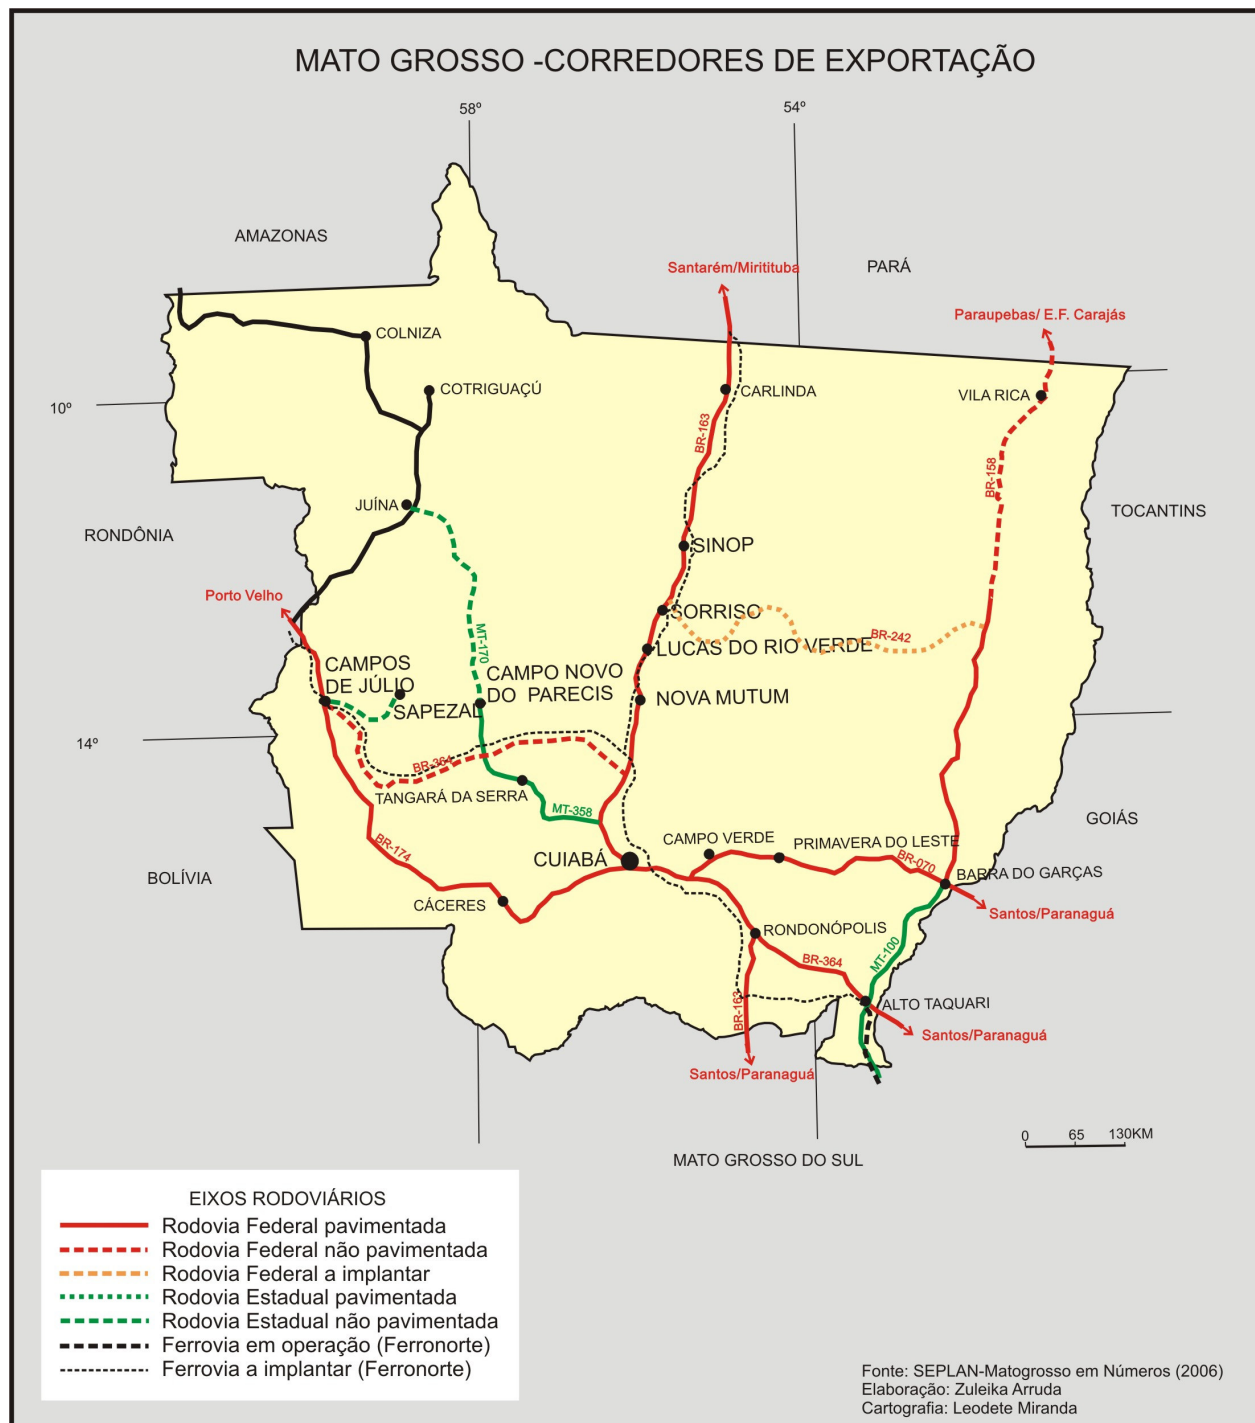 MATO GROSSO -CORREDORES DE EXPORTAÇÃO
58º
54º
AMAZONAS
PARÁ
Santarém/Miritituba
Paraupebas/ E.F. Carajás
COLNIZA
COTRIGUAÇÚ
CARLINDA
VILA RICA
10º
BR-163
BR-158
JUÍNA
TOCANTINS
RONDÔNIA
SINOP
Porto Velho
SORRISO
MT-170
BR-242
LUCAS DO RIO VERDE
CAMPOS
DE JÚLIO
CAMPO NOVO
DO PARECIS
SAPEZAL
NOVA MUTUM
14º
BR-364
TANGARÁ DA SERRA
MT-358
GOIÁS
CAMPO VERDE
PRIMAVERA DO LESTE
BR-174
CUIABÁ
BR-070
BOLÍVIA
BARRA DO GARÇAS
CÁCERES
Santos/Paranaguá
RONDONÓPOLIS
MT-100
BR-364
BR-163
ALTO TAQUARI
Santos/Paranaguá
Santos/Paranaguá
0 65 130KM
MATO GROSSO DO SUL
EIXOS RODOVIÁRIOS
Rodovia Federal pavimentada
Rodovia Federal não pavimentada
Rodovia Federal a implantar
Rodovia Estadual pavimentada
Rodovia Estadual não pavimentada
Ferrovia em operação (Ferronorte)
Ferrovia a implantar (Ferronorte)
Fonte: SEPLAN-Matogrosso em Números (2006)
Elaboração: Zuleika Arruda
Cartografia: Leodete Miranda